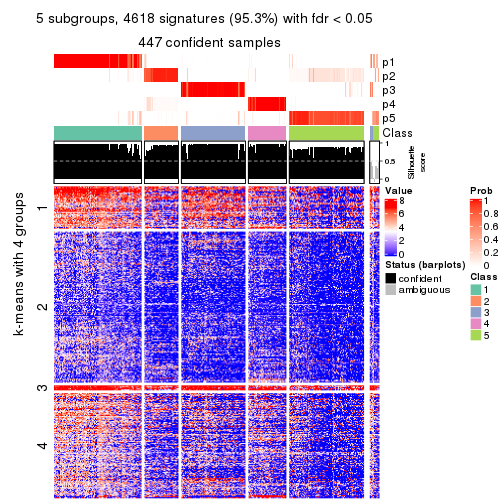 5 subgroups, 4618 signatures (95.3%) with fdr < 0.05
447 confident samples
p1
p2
p3
p4
p5
Class
1
0.5
0
Silhouette
score
k-means with 4 groups
1
2
3
4
Value
8
6
4
2
0
Status (barplots)
confident
ambiguous
Prob
1
0.8
0.6
0.4
0.2
0
Class
1
2
3
4
5